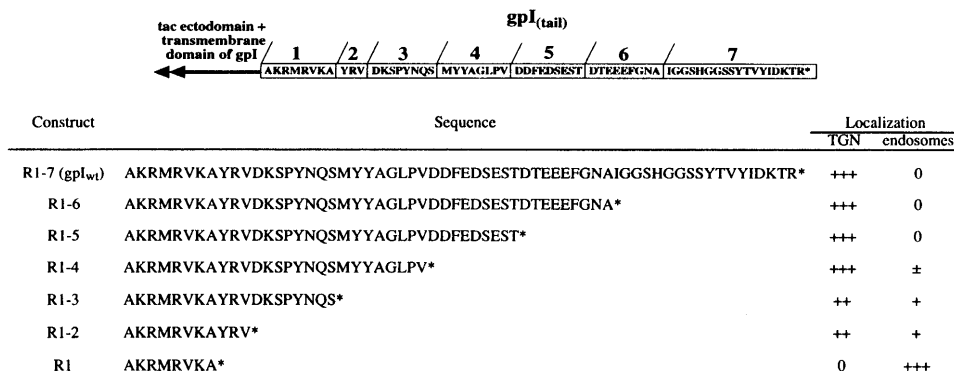 gpI(tail)
tac ectodomain +
transmembrane
domain of gpI
1 2 3 4 5 6 7
AKRMRVKA YRV DKSPYNQS MYYAGLPV DDFEDSEST DTEEEFGNA IGGSHGGSSYTVYIDKTR*
Construct Sequence Localization
TGN endosomes
R1-7 (gpIwt) AKRMRVKAYRVDKSPYNQSMYYAGLPVDDFEDSESTDTEEEFGNAIGGSHGGSSYTVYIDKTR* +++ 0
R1-6 AKRMRVKAYRVDKSPYNQSMYYAGLPVDDFEDSESTDTEEEFGNA* +++ 0
R1-5 AKRMRVKAYRVDKSPYNQSMYYAGLPVDDFEDSEST* +++ 0
R1-4 AKRMRVKAYRVDKSPYNQSMYYAGLPV* +++ ±
R1-3 AKRMRVKAYRVDKSPYNQS* ++ +
R1-2 AKRMRVKAYRV* ++ +
R1 AKRMRVKA* 0 +++